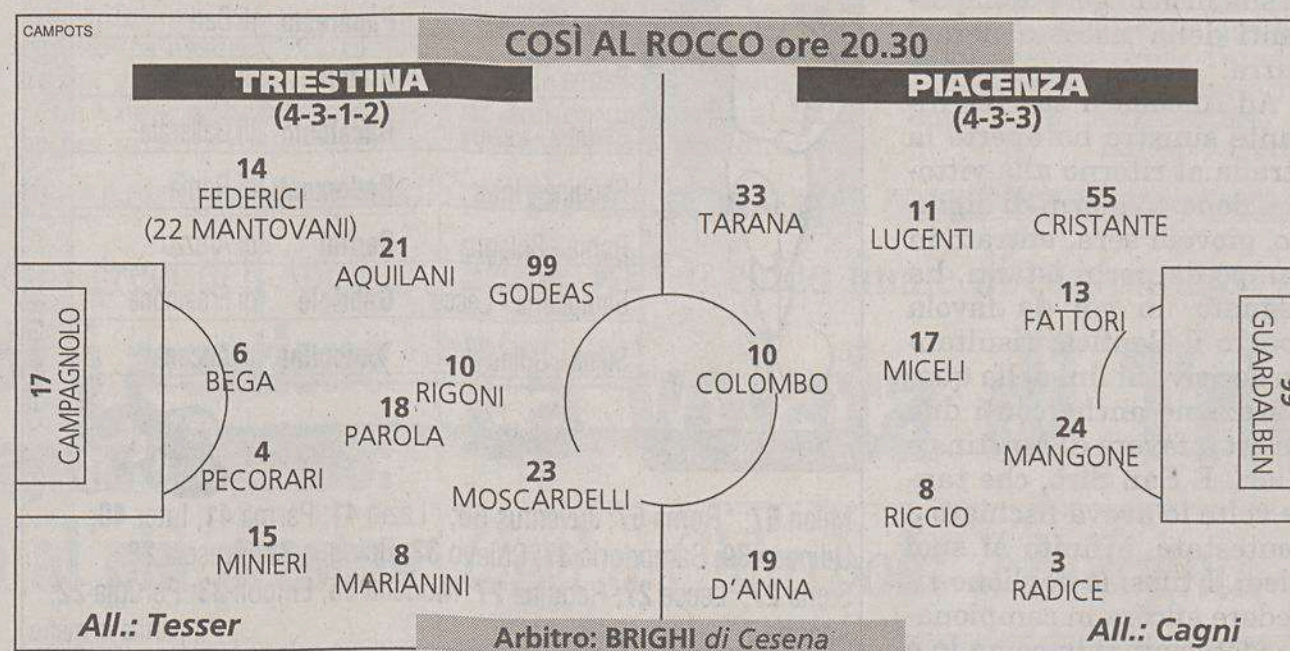 CAMPOTS
COSÌ AL ROCCO ore 20.30
TRIESTINA
(4-3-1-2)
14
FEDERICI
(22 MANTOVANI)
21
AQUILANI
99
GODEAS
17
CAMPAGNOLO
6
BEGA
10
RIGONI
18
PAROLA
4
PECORARI
23
MOSCARDELLI
15
MINIERI
8
MARIANINI
All.: Tesser
PIACENZA
(4-3-3)
33
TARANA
11
LUCENTI
55
CRISTANTE
13
FATTORI
10
COLOMBO
17
MICELI
GUARDALBEN
24
MANGONE
8
RICCIO
19
D'ANNA
3
RADICE
All.: Cagni
Arbitro: BRIGHI di Cesena